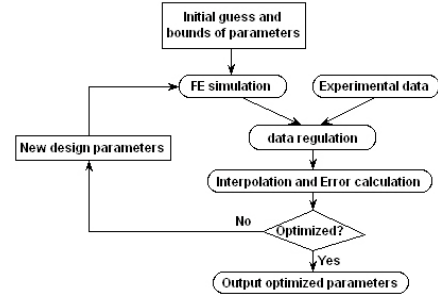 Initial guess and
bounds of parameters
FE simulation
Experimental data
data regulation
New design parameters
Interpolation and Error calculation
No
Optimized?
Yes
Output optimized parameters